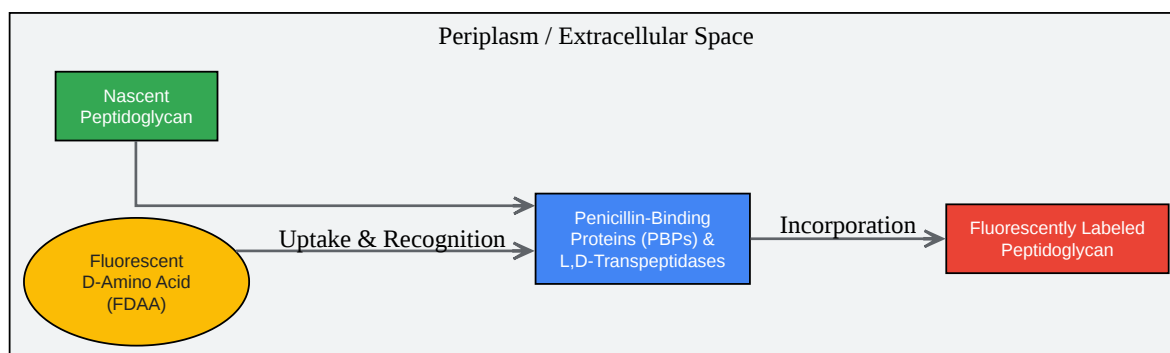 Periplasm / Extracellular Space
Nascent
Peptidoglycan
Fluorescent
D-Amino Acid
(FDAA)
Uptake & Recognition
Penicillin-Binding
Proteins (PBPs) &
L,D-Transpeptidases
Incorporation
Fluorescently Labeled
Peptidoglycan